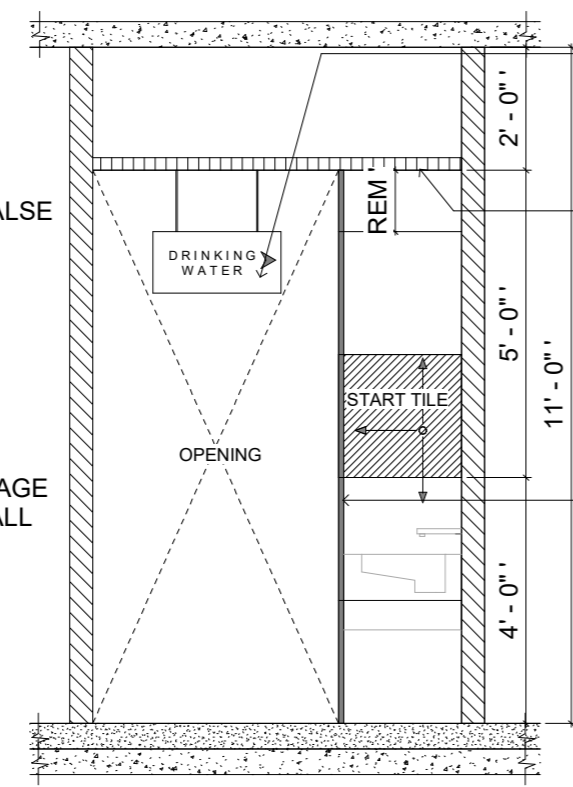 2' - 0"'
ALSE
REM '
DRINKING
WATER
5' - 0"'
11' - 0"'
START TILE
OPENING
AGE
ALL
4' - 0"'